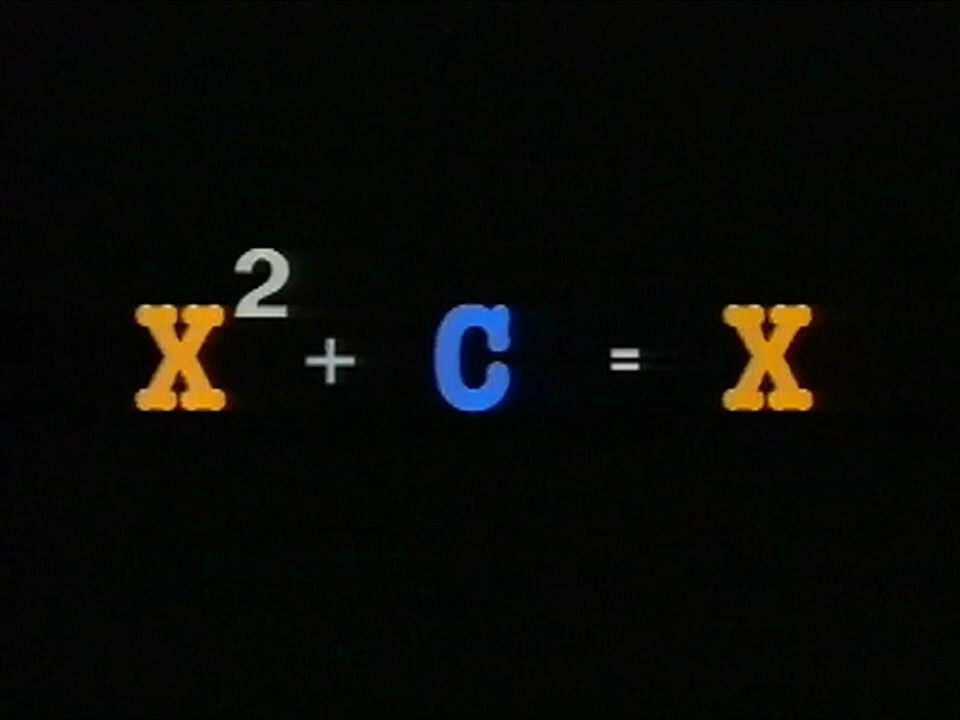 X² + C = X